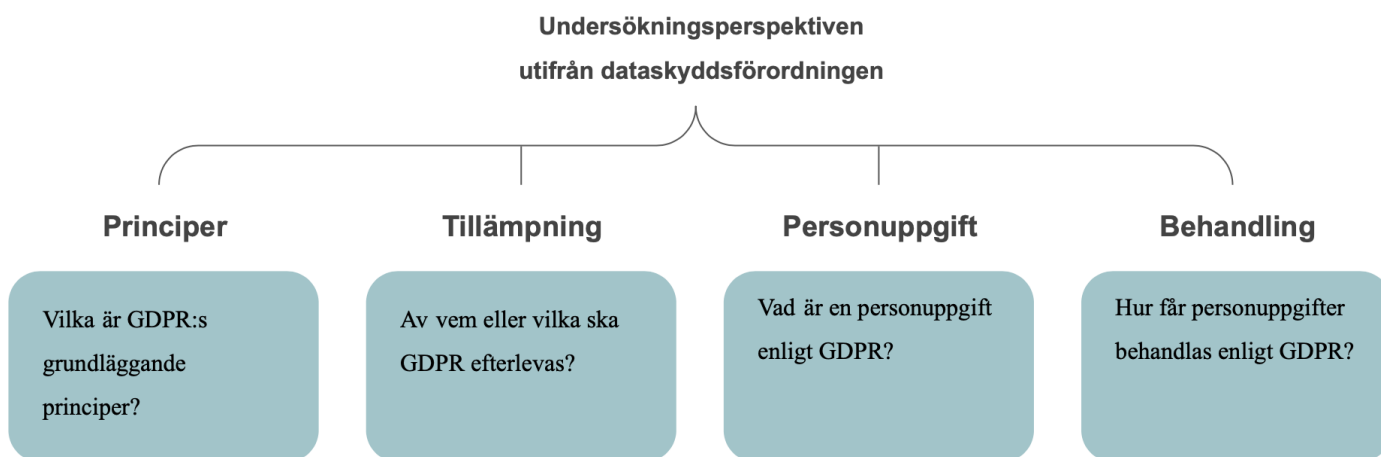 Undersökningsperspektiven
utifrån dataskyddsförordningen
Principer
Tillämpning
Personuppgift
Behandling
Vilka är GDPR:s
grundläggande
principer?
Av vem eller vilka ska
GDPR efterlevas?
Vad är en personuppgift
enligt GDPR?
Hur får personuppgifter
behandlas enligt GDPR?